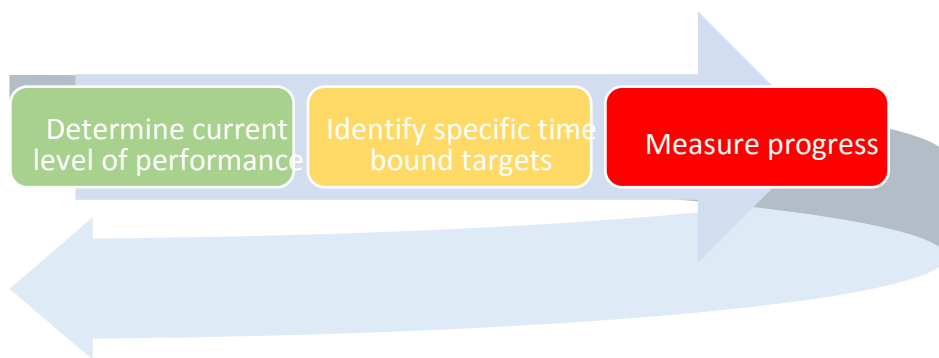 Determine current
level of performance
Identify specific time
bound targets
Measure progress